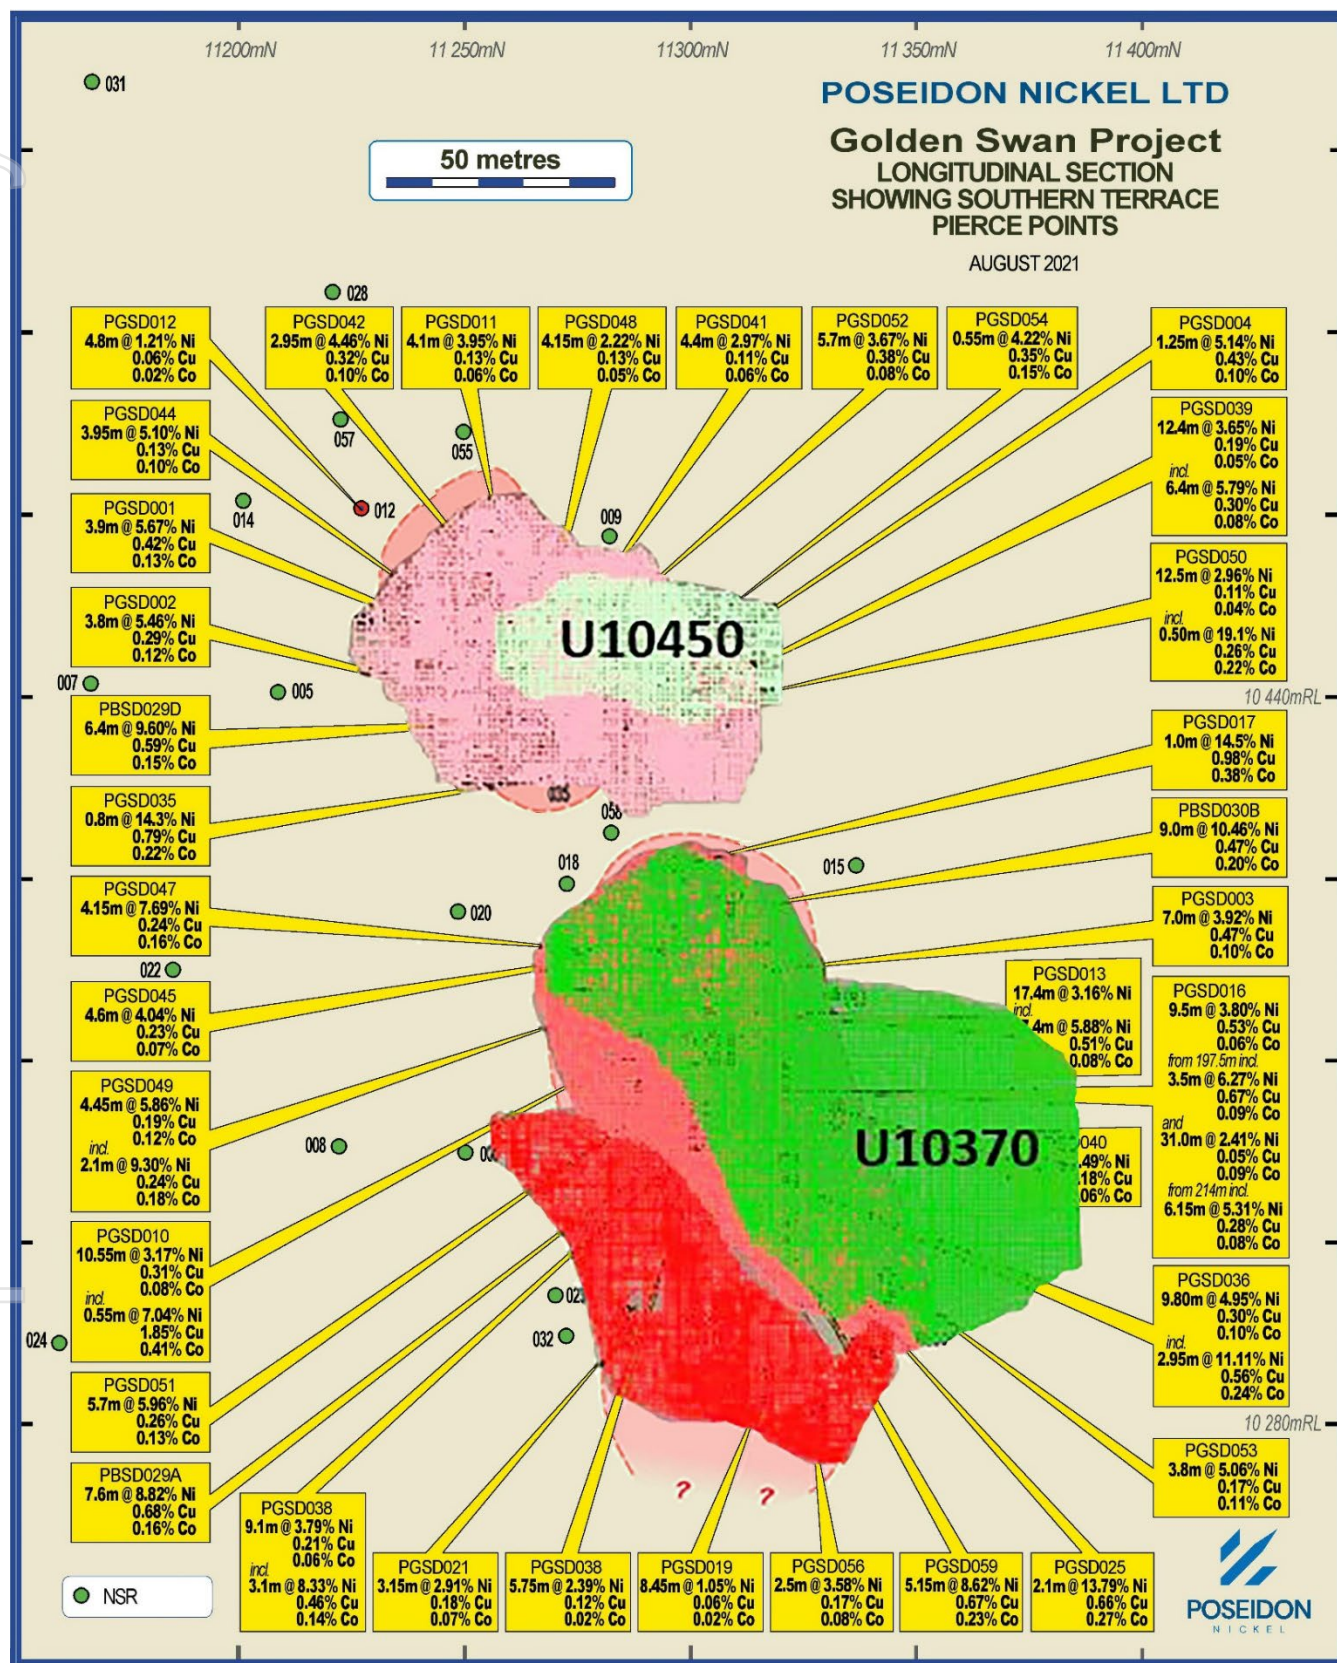 11200mN
11 250mN
11300mN
11 350mN
11 400mN
031
POSEIDON NICKEL LTD
Golden Swan Project
LONGITUDINAL SECTION
SHOWING SOUTHERN TERRACE
PIERCE POINTS
AUGUST 2021
50 metres
028
PGSD012
4.8m @ 1.21% Ni
0.06% Cu
0.02% Co
PGSD042
2.95m @ 4.46% Ni
0.32% Cu
0.10% Co
PGSD011
4.1m @ 3.95% Ni
0.13% Cu
0.06% Co
PGSD048
4.15m @ 2.22% Ni
0.13% Cu
0.05% Co
PGSD041
4.4m @ 2.97% Ni
0.11% Cu
0.06% Co
PGSD052
5.7m @ 3.67% Ni
0.38% Cu
0.08% Co
PGSD054
0.55m @ 4.22% Ni
0.35% Cu
0.15% Co
PGSD004
1.25m @ 5.14% Ni
0.43% Cu
0.10% Co
PGSD044
3.95m @ 5.10% Ni
0.13% Cu
0.10% Co
057
055
PGSD039
12.4m @ 3.65% Ni
0.19% Cu
0.05% Co
incl.
6.4m @ 5.79% Ni
0.30% Cu
0.08% Co
014
012
009
PGSD001
3.9m @ 5.67% Ni
0.42% Cu
0.13% Co
PGSD050
12.5m @ 2.96% Ni
0.11% Cu
0.04% Co
incl.
0.50m @ 19.1% Ni
0.26% Cu
0.22% Co
PGSD002
3.8m @ 5.46% Ni
0.29% Cu
0.12% Co
U10450
007
005
10 440mRL
PBSD029D
6.4m @ 9.60% Ni
0.59% Cu
0.15% Co
PGSD017
1.0m @ 14.5% Ni
0.98% Cu
0.38% Co
PGSD035
0.8m @ 14.3% Ni
0.79% Cu
0.22% Co
035
058
PBSD030B
9.0m @ 10.46% Ni
0.47% Cu
0.20% Co
018
015
020
PGSD047
4.15m @ 7.69% Ni
0.24% Cu
0.16% Co
PGSD003
7.0m @ 3.92% Ni
0.47% Cu
0.10% Co
022
PGSD045
4.6m @ 4.04% Ni
0.23% Cu
0.07% Co
PGSD013
17.4m @ 3.16% Ni
incl.
.4m @ 5.88% Ni
0.51% Cu
0.08% Co
PGSD016
9.5m @ 3.80% Ni
0.53% Cu
0.06% Co
from 197.5m incl.
3.5m @ 6.27% Ni
0.67% Cu
0.09% Co
and
31.0m @ 2.41% Ni
0.05% Cu
0.09% Co
from 214m incl.
6.15m @ 5.31% Ni
0.28% Cu
0.08% Co
PGSD049
4.45m @ 5.86% Ni
0.19% Cu
0.12% Co
incl.
2.1m @ 9.30% Ni
0.24% Cu
0.18% Co
008
U10370
040
.49% Ni
.18% Cu
.06% Co
PGSD010
10.55m @ 3.17% Ni
0.31% Cu
0.08% Co
incl.
0.55m @ 7.04% Ni
1.85% Cu
0.41% Co
023
032
024
PGSD036
9.80m @ 4.95% Ni
0.30% Cu
0.10% Co
incl.
2.95m @ 11.11% Ni
0.56% Cu
0.24% Co
PGSD051
5.7m @ 5.96% Ni
0.26% Cu
0.13% Co
10 280mRL
PGSD053
3.8m @ 5.06% Ni
0.17% Cu
0.11% Co
PBSD029A
7.6m @ 8.82% Ni
0.68% Cu
0.16% Co
? ?
PGSD038
9.1m @ 3.79% Ni
0.21% Cu
0.06% Co
incl.
3.1m @ 8.33% Ni
0.46% Cu
0.14% Co
PGSD021
3.15m @ 2.91% Ni
0.18% Cu
0.07% Co
PGSD038
5.75m @ 2.39% Ni
0.12% Cu
0.02% Co
PGSD019
8.45m @ 1.05% Ni
0.06% Cu
0.02% Co
PGSD056
2.5m @ 3.58% Ni
0.17% Cu
0.08% Co
PGSD059
5.15m @ 8.62% Ni
0.67% Cu
0.23% Co
PGSD025
2.1m @ 13.79% Ni
0.66% Cu
0.27% Co
NSR
POSEIDON
NICKEL